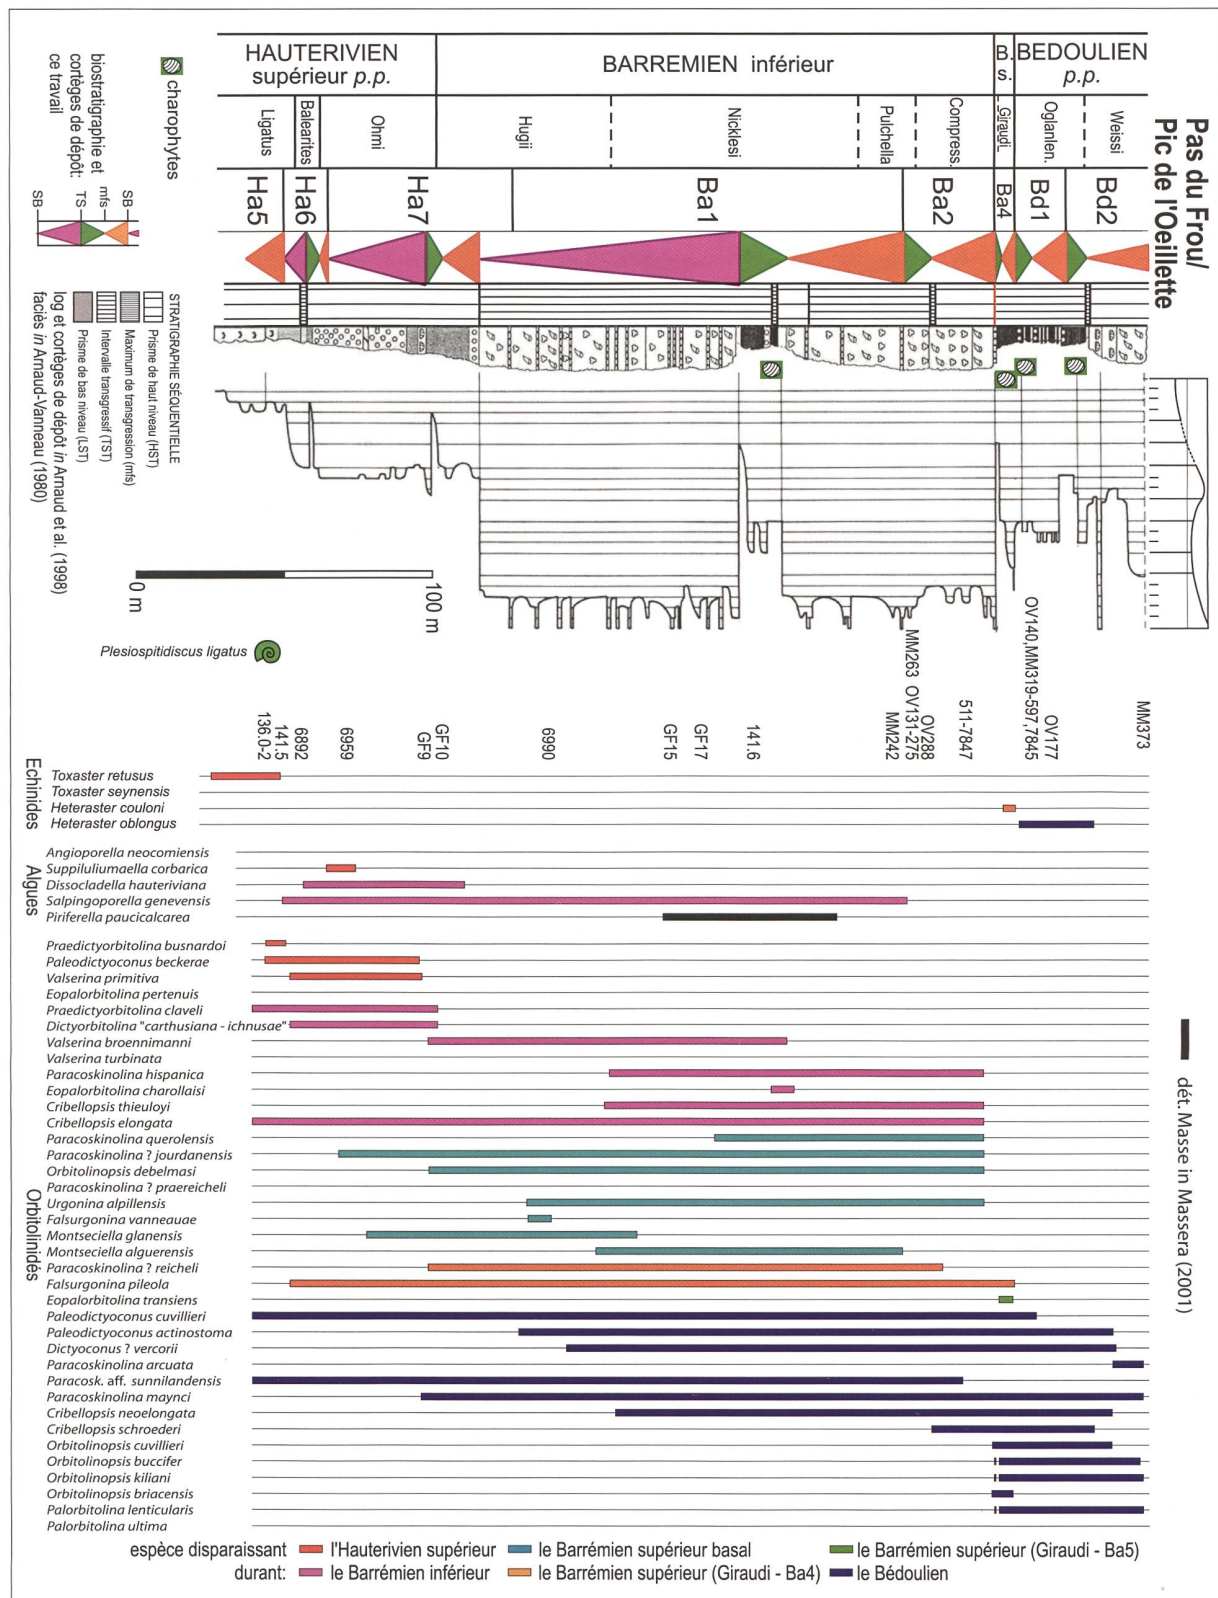 Pas du Frou/
Pic de l'Oeillette
HAUTERIVIEN
supérieur p.p.
BARREMIEN inférieur
B.
s.
BEDOULIEN
p.p.
Ligatus
Balearites
Ohmi
Hugii
Nicklesi
Pulchella
Compress.
Giraudi
Oglanlen.
Weissi
Ha5
Ha6
Ha7
Ba1
Ba2
Ba4
Bd1
Bd2
charophytes
biostratigraphie et
cortèges de dépôt:
ce travail
SB
mfs
TS
SB
STRATIGRAPHIE SÉQUENTIELLE
Prisme de haut niveau (HST)
Maximum de transgression (mfs)
Intervalle transgressif (TST)
Prisme de bas niveau (LST)
log et cortèges de dépôt in Arnaud et al. (1998)
faciès in Arnaud-Vanneau (1980)
0 m
100 m
Plesiospitidiscus ligatus
136.0-2
141.5
6892
6959
GF9
GF10
6990
GF15
GF17
141.6
MM242
MM263 OV131-275
OV288
511-7847
OV140,MM319-597,7845
OV177
MM373
Echinides
Toxaster retusus
Toxaster seynensis
Heteraster couloni
Heteraster oblongus
Algues
Angioporella neocomiensis
Suppiluliumaella corbarica
Dissocladella hauteriviana
Salpingoporella genevensis
Piriferella paucicalcarea
Orbitolinidés
Praedictyorbitolina busnardoi
Paleodictyoconus beckerae
Valserina primitiva
Eopalorbitolina pertenuis
Praedictyorbitolina claveli
Dictyorbitolina "carthusiana - ichnusae"
Valserina broennimanni
Valserina turbinata
Paracoskinolina hispanica
Eopalorbitolina charollaisi
Cribellopsis thieuloyi
Cribellopsis elongata
Paracoskinolina querolensis
Paracoskinolina ? jourdanensis
Orbitolinopsis debelmasi
Paracoskinolina ? praereicheli
Urgonina alpillensis
Falsurgonina vanneauae
Montseciella glanensis
Montseciella alguerensis
Paracoskinolina ? reicheli
Falsurgonina pileola
Eopalorbitolina transiens
Paleodictyoconus cuvillieri
Paleodictyoconus actinostoma
Dictyoconus ? vercorii
Paracoskinolina arcuata
Paracosk. aff. sunnilandensis
Paracoskinolina maynci
Cribellopsis neoelongata
Cribellopsis schroederi
Orbitolinopsis cuvillieri
Orbitolinopsis buccifer
Orbitolinopsis kiliani
Orbitolinopsis briacensis
Palorbitolina lenticularis
Palorbitolina ultima
dét. Masse in Massera (2001)
espèce disparaissant
durant:
l'Hauterivien supérieur
le Barrémien inférieur
le Barrémien supérieur basal
le Barrémien supérieur (Giraudi - Ba4)
le Barrémien supérieur (Giraudi - Ba5)
le Bédoulien